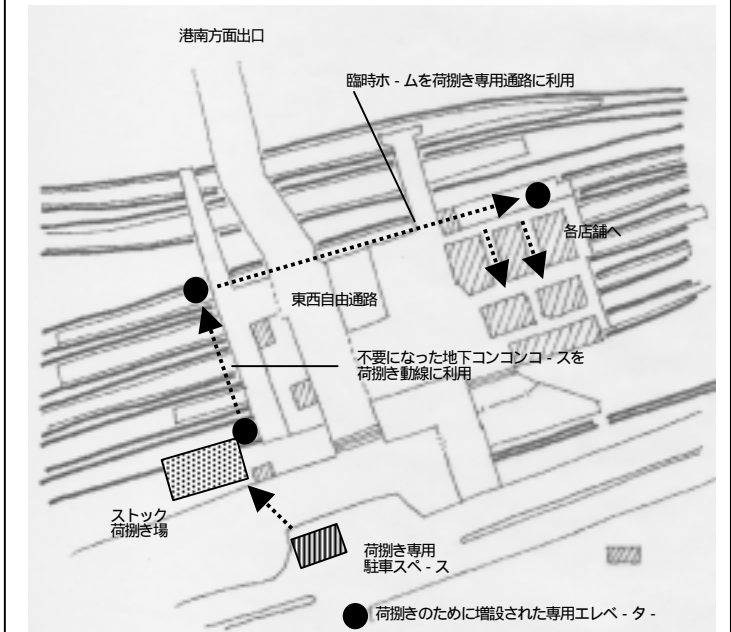 港南方面出口
臨時ホ - ムを荷捌き専用通路に利用
各店舗へ
東西自由通路
不要になった地下コンコンコ - スを
荷捌き動線に利用
ストック
荷捌き場
荷捌き専用
駐車スペ - ス
荷捌きのために増設された専用エレベ - タ -